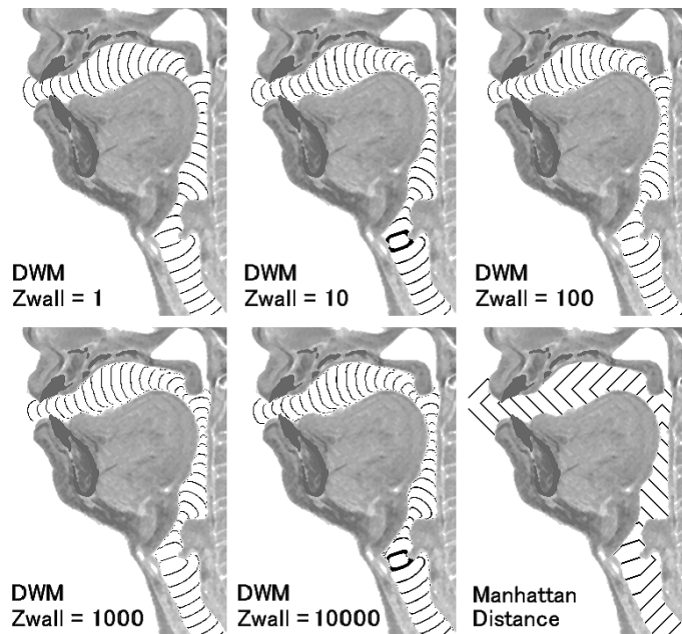 DWM
Zwall = 1
DWM
Zwall = 10
DWM
Zwall = 100
DWM
Zwall = 1000
DWM
Zwall = 10000
Manhattan
Distance